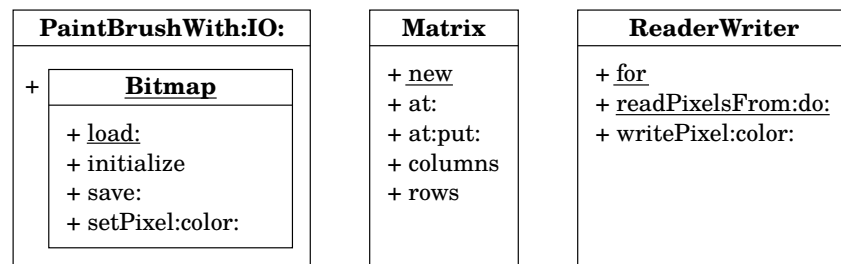 PaintBrushWith:IO:
+ Bitmap
+ load:
+ initialize
+ save:
+ setPixel:color:
Matrix
+ new
+ at:
+ at:put:
+ columns
+ rows
ReaderWriter
+ for
+ readPixelsFrom:do:
+ writePixel:color: